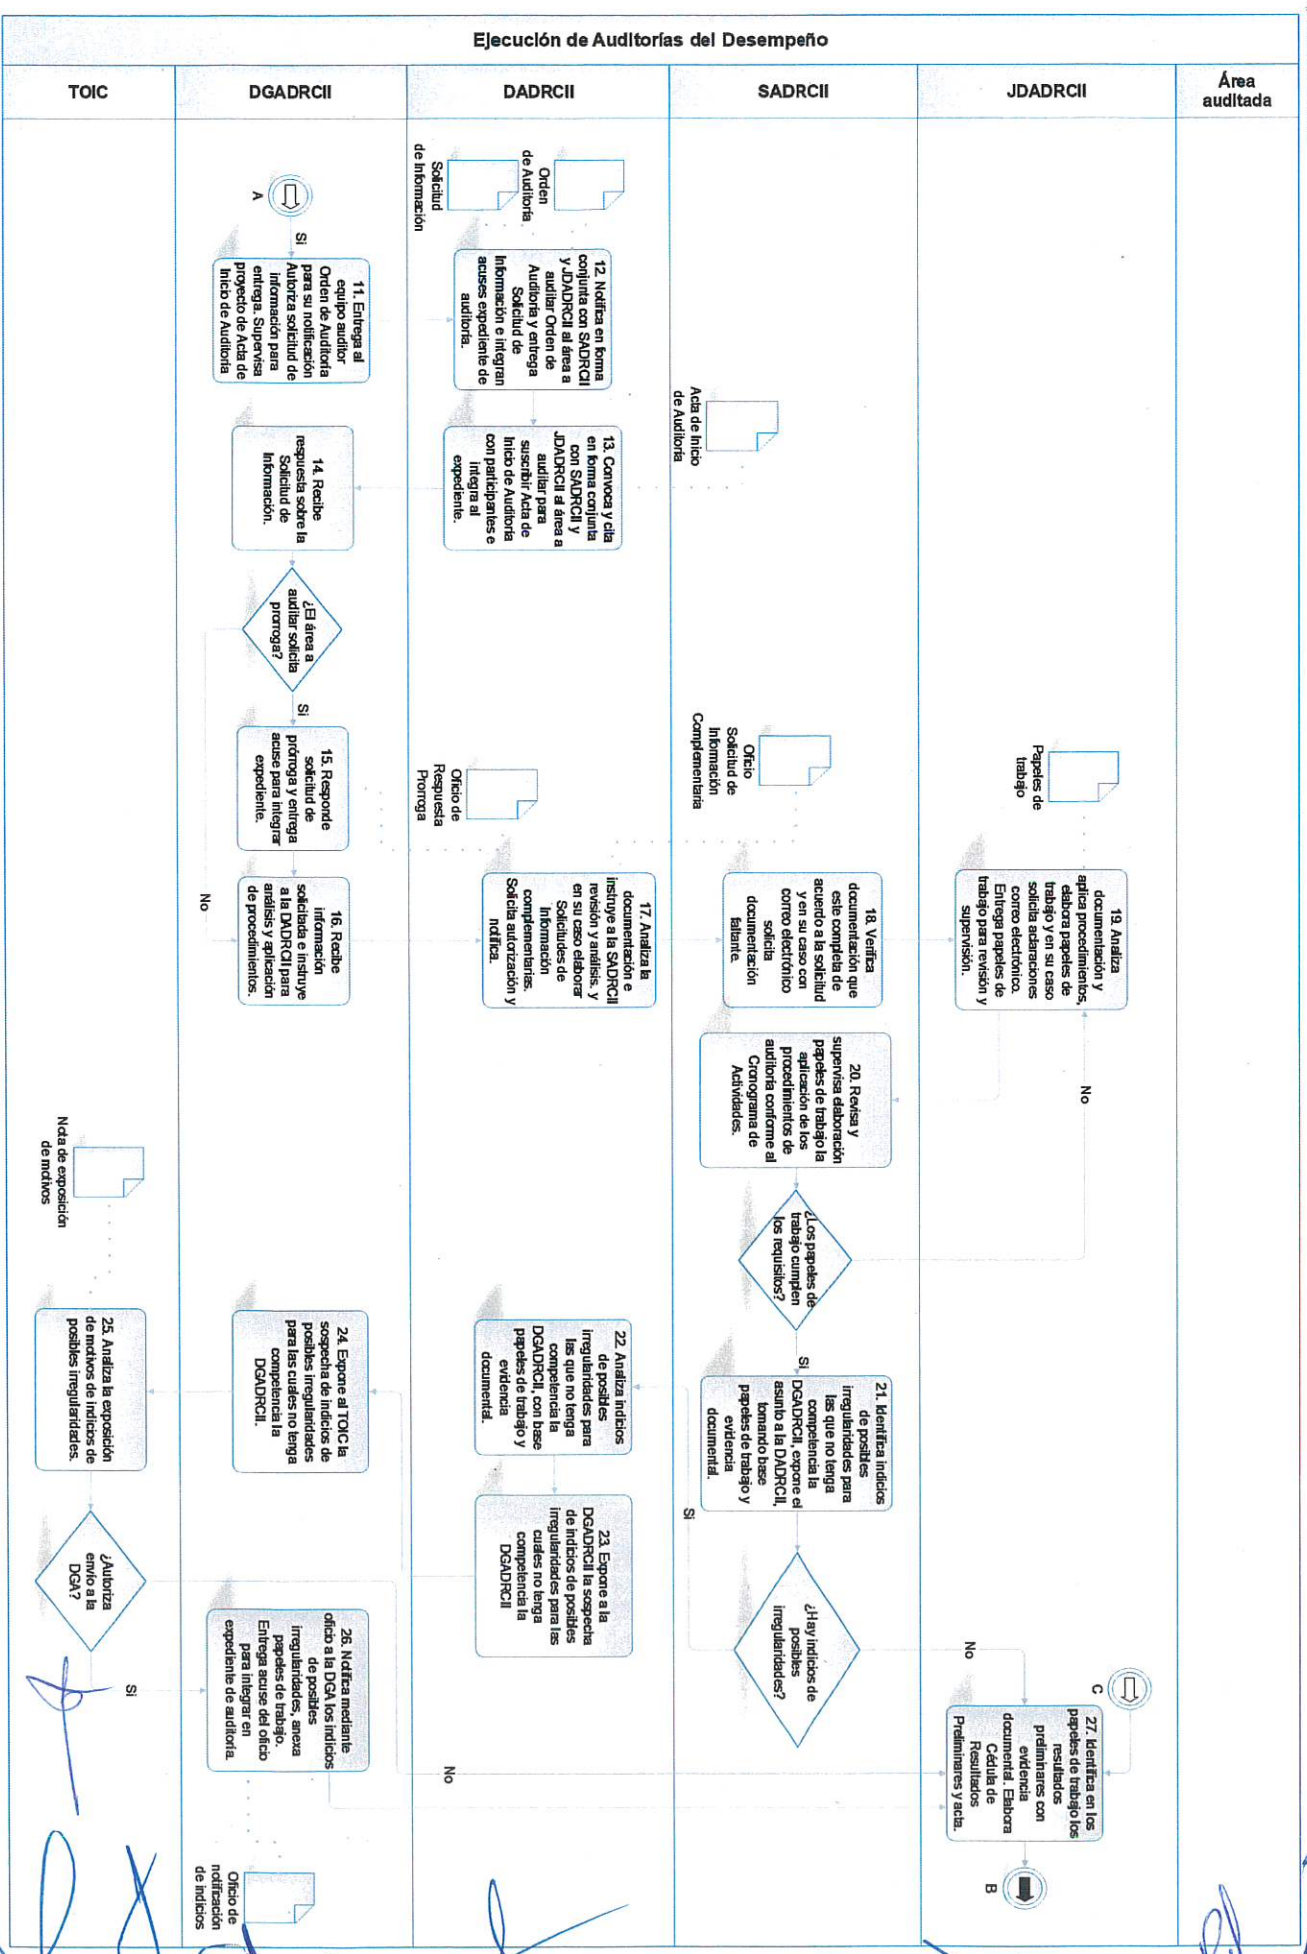 Ejecución de Auditorías del Desempeño
TOIC
DGADRCII
DADRCII
SADRCII
JDADRCII
Área
auditada
A
Si
11. Entrega al
equipo auditor
Orden de Auditoría
para su notificación
Autoriza solicitud de
información para
entrega. Supervisa
proyecto de Acta de
Inicio de Auditoría
Orden
de Auditoría
Solicitud
de Información
12. Notifica en forma
conjunta con SADRCII
y JDADRCII al área a
auditar Orden de
Auditoría y entrega
Solicitud de
Información e integran
acuses expediente de
auditoría.
Acta de Inicio
de Auditoría
13. Convoca y cita
en forma conjunta
con SADRCII y
JDADRCII al área a
auditar para
suscribir Acta de
Inicio de Auditoría
con participantes e
integra al
expediente.
14. Recibe
respuesta sobre la
Solicitud de
Información.
¿El área a
auditar solicita
prorroga?
Si
No
15. Responde
solicitud de
prórroga y entrega
acuse para integrar
expediente.
Oficio de
Respuesta
Prorroga
16. Recibe
información
solicitada e instruye
a la DADRCII para
análisis y aplicación
de procedimientos.
17. Analiza la
documentación e
instruye a la SADRCII
revisión y análisis. y
en su caso elaborar
Solicitudes de
Información
complementarias.
Solicita autorización y
notifica.
Oficio
Solicitud de
Información
Complementaria
18. Verifica
documentación que
este completa de
acuerdo a la solicitud
y en su caso con
correo electrónico
solicita
documentación
faltante.
Papeles de
trabajo
19. Analiza
documentación y
aplica procedimientos,
elabora papeles de
trabajo y en su caso
solicita aclaraciones
correo electrónico.
Entrega papeles de
trabajo para revisión y
supervisión.
20. Revisa y
supervisa elaboración
papeles de trabajo la
aplicación de los
procedimientos de
auditoría conforme al
Cronograma de
Actividades.
No
¿Los papeles de
trabajo cumplen
los requisitos?
Si
21. Identifica indicios
de posibles
irregularidades para
las que no tenga
competencia la
DGADRCII, expone el
asunto a la DADRCII,
tomando base
papeles de trabajo y
evidencia
documental.
¿Hay indicios de
posibles
irregularidades?
Si
No
22. Analiza indicios
de posibles
irregularidades para
las que no tenga
competencia la
DGADRCII, con base
papeles de trabajo y
evidencia
documental.
23. Expone a la
DGADRCII la sospecha
de indicios de posibles
irregularidades para las
cuales no tenga
competencia la
DGADRCII
24. Expone al TOIC la
sospecha de indicios de
posibles irregularidades
para las cuales no tenga
competencia la
DGADRCII.
Nota de exposición
de motivos
25. Analiza la exposición
de motivos de indicios de
posibles irregularidades.
¿Autoriza
envío a la
DGA?
Si
No
26. Notifica mediante
oficio a la DGA los indicios
de posibles
irregularidades, anexa
papeles de trabajo.
Entrega acuse del oficio
para integrar en
expediente de auditoría.
Oficio de
notificación
de indicios
C
27. Identifica en los
papeles de trabajo los
resultados
preliminares con
evidencia
documental. Elabora
Cédula de
Resultados
Preliminares y acta.
B